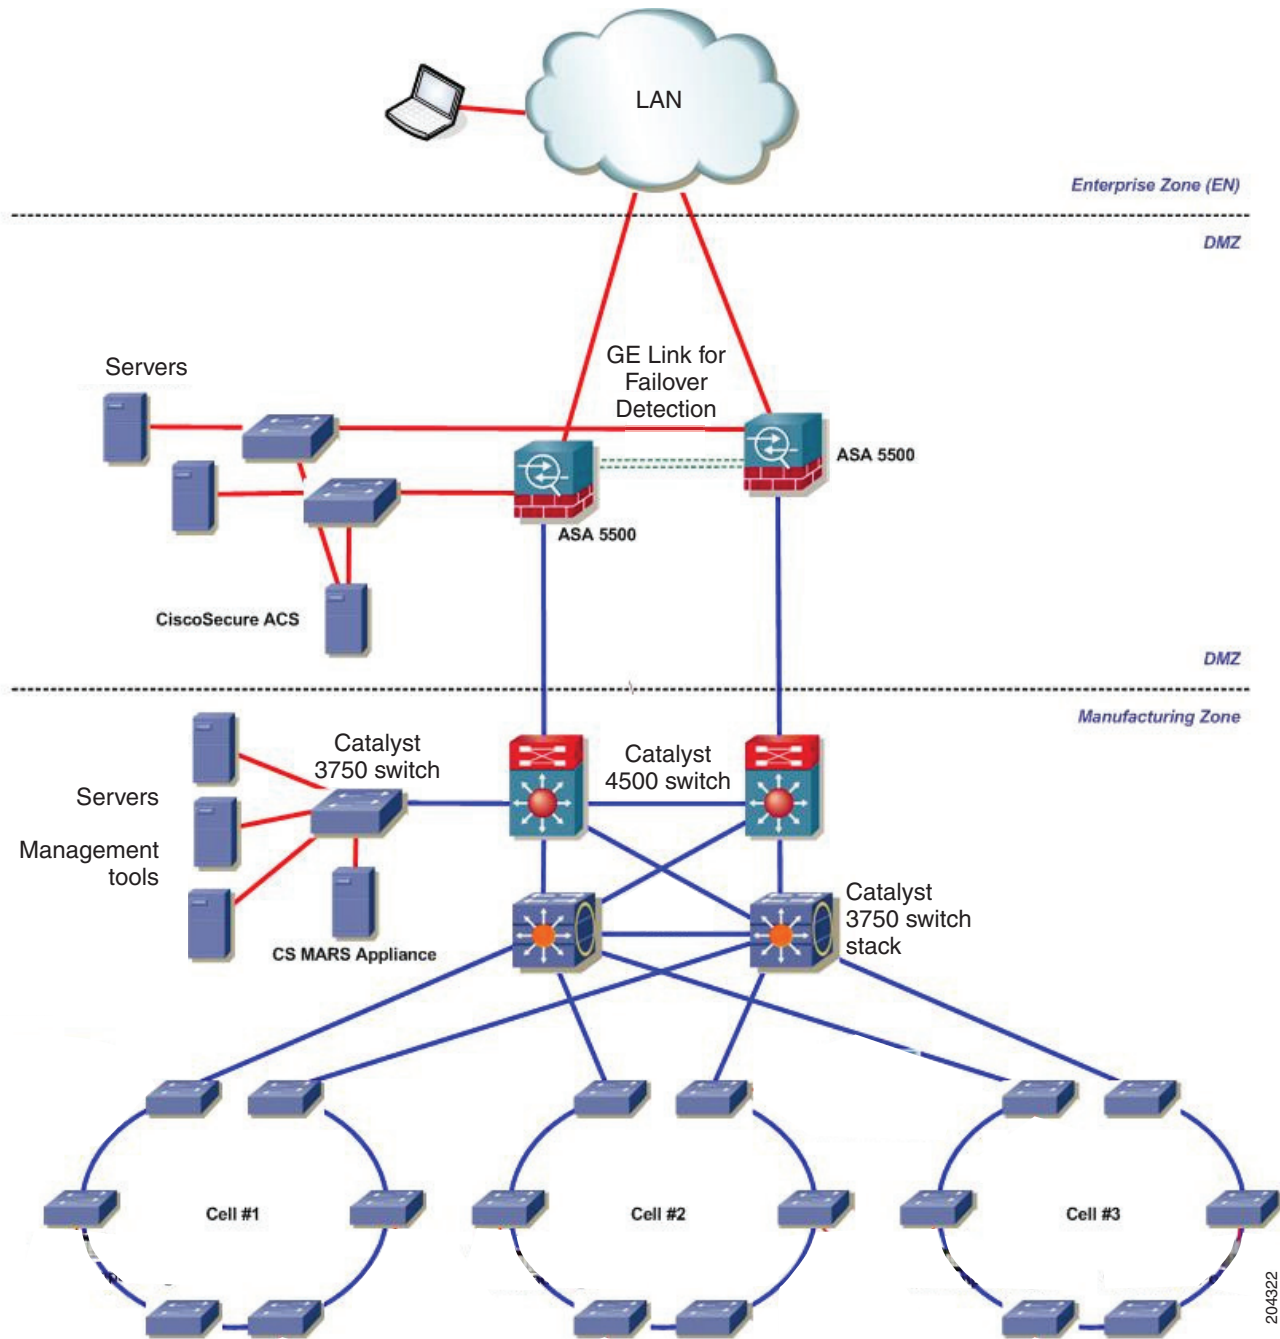 LAN
Enterprise Zone (EN)
DMZ
GE Link for
Failover
Detection
Servers
ASA 5500
ASA 5500
CiscoSecure ACS
DMZ
Manufacturing Zone
Catalyst
3750 switch
Catalyst
4500 switch
Servers
Management
tools
Catalyst
3750 switch
stack
CS MARS Appliance
Cell #1
Cell #2
Cell #3
204322